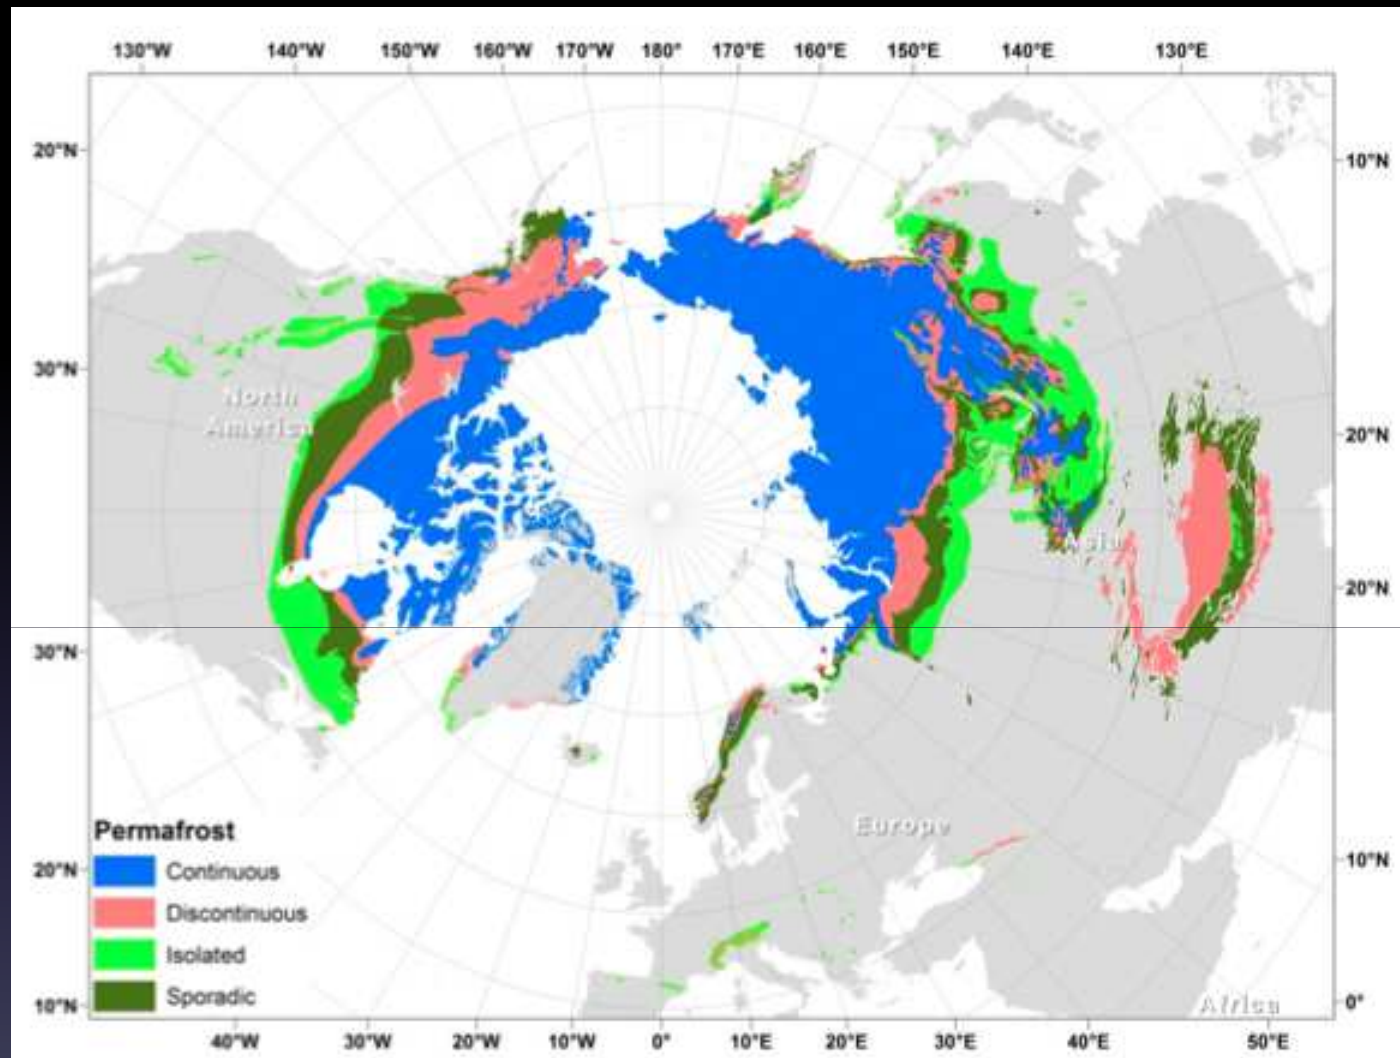 130°W 140°W 150°W 160°W 170°W 180° 170°E 160°E 150°E 140°E 130°E
20°N
10°N
30°N
North
America
20°N
Asia
20°N
30°N
Europe
Permafrost
20°N
10°N
Continuous
Discontinuous
Isolated
Sporadic
10°N
0°
Africa
40°W 30°W 20°W 10°W 0° 10°E 20°E 30°E 40°E 50°E